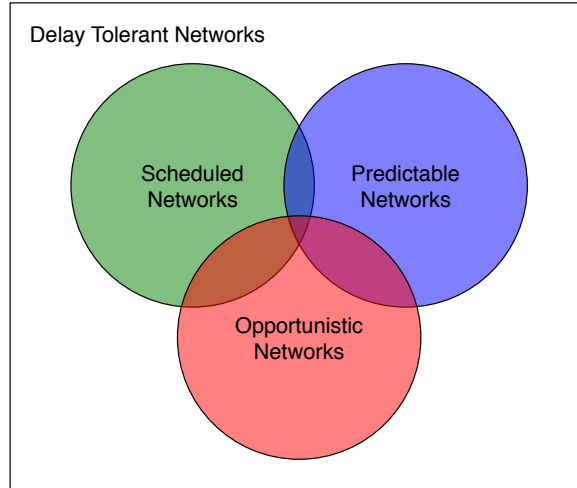 Delay Tolerant Networks
Scheduled
Networks
Predictable
Networks
Opportunistic
Networks